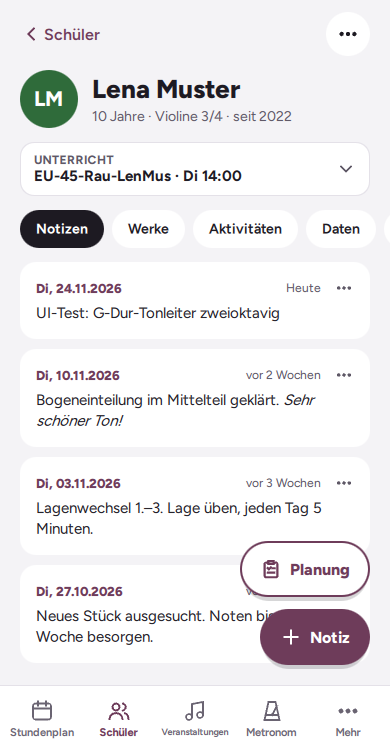 Schüler
LM
Lena Muster
10 Jahre · Violine 3/4 · seit 2022
UNTERRICHT
EU-45-Rau-LenMus · Di 14:00
Notizen Werke Aktivitäten Daten
Di, 24.11.2026 Heute
UI-Test: G-Dur-Tonleiter zweioktavig
Di, 10.11.2026 vor 2 Wochen
Bogeneinteilung im Mittelteil geklärt. Sehr
schöner Ton!
Di, 03.11.2026 vor 3 Wochen
Lagenwechsel 1.–3. Lage üben, jeden Tag 5
Minuten.
Planung
Di, 27.10.2026
Neues Stück ausgesucht. Noten
Woche besorgen.
Notiz
Stundenplan Schüler Veranstaltungen Metronom Mehr